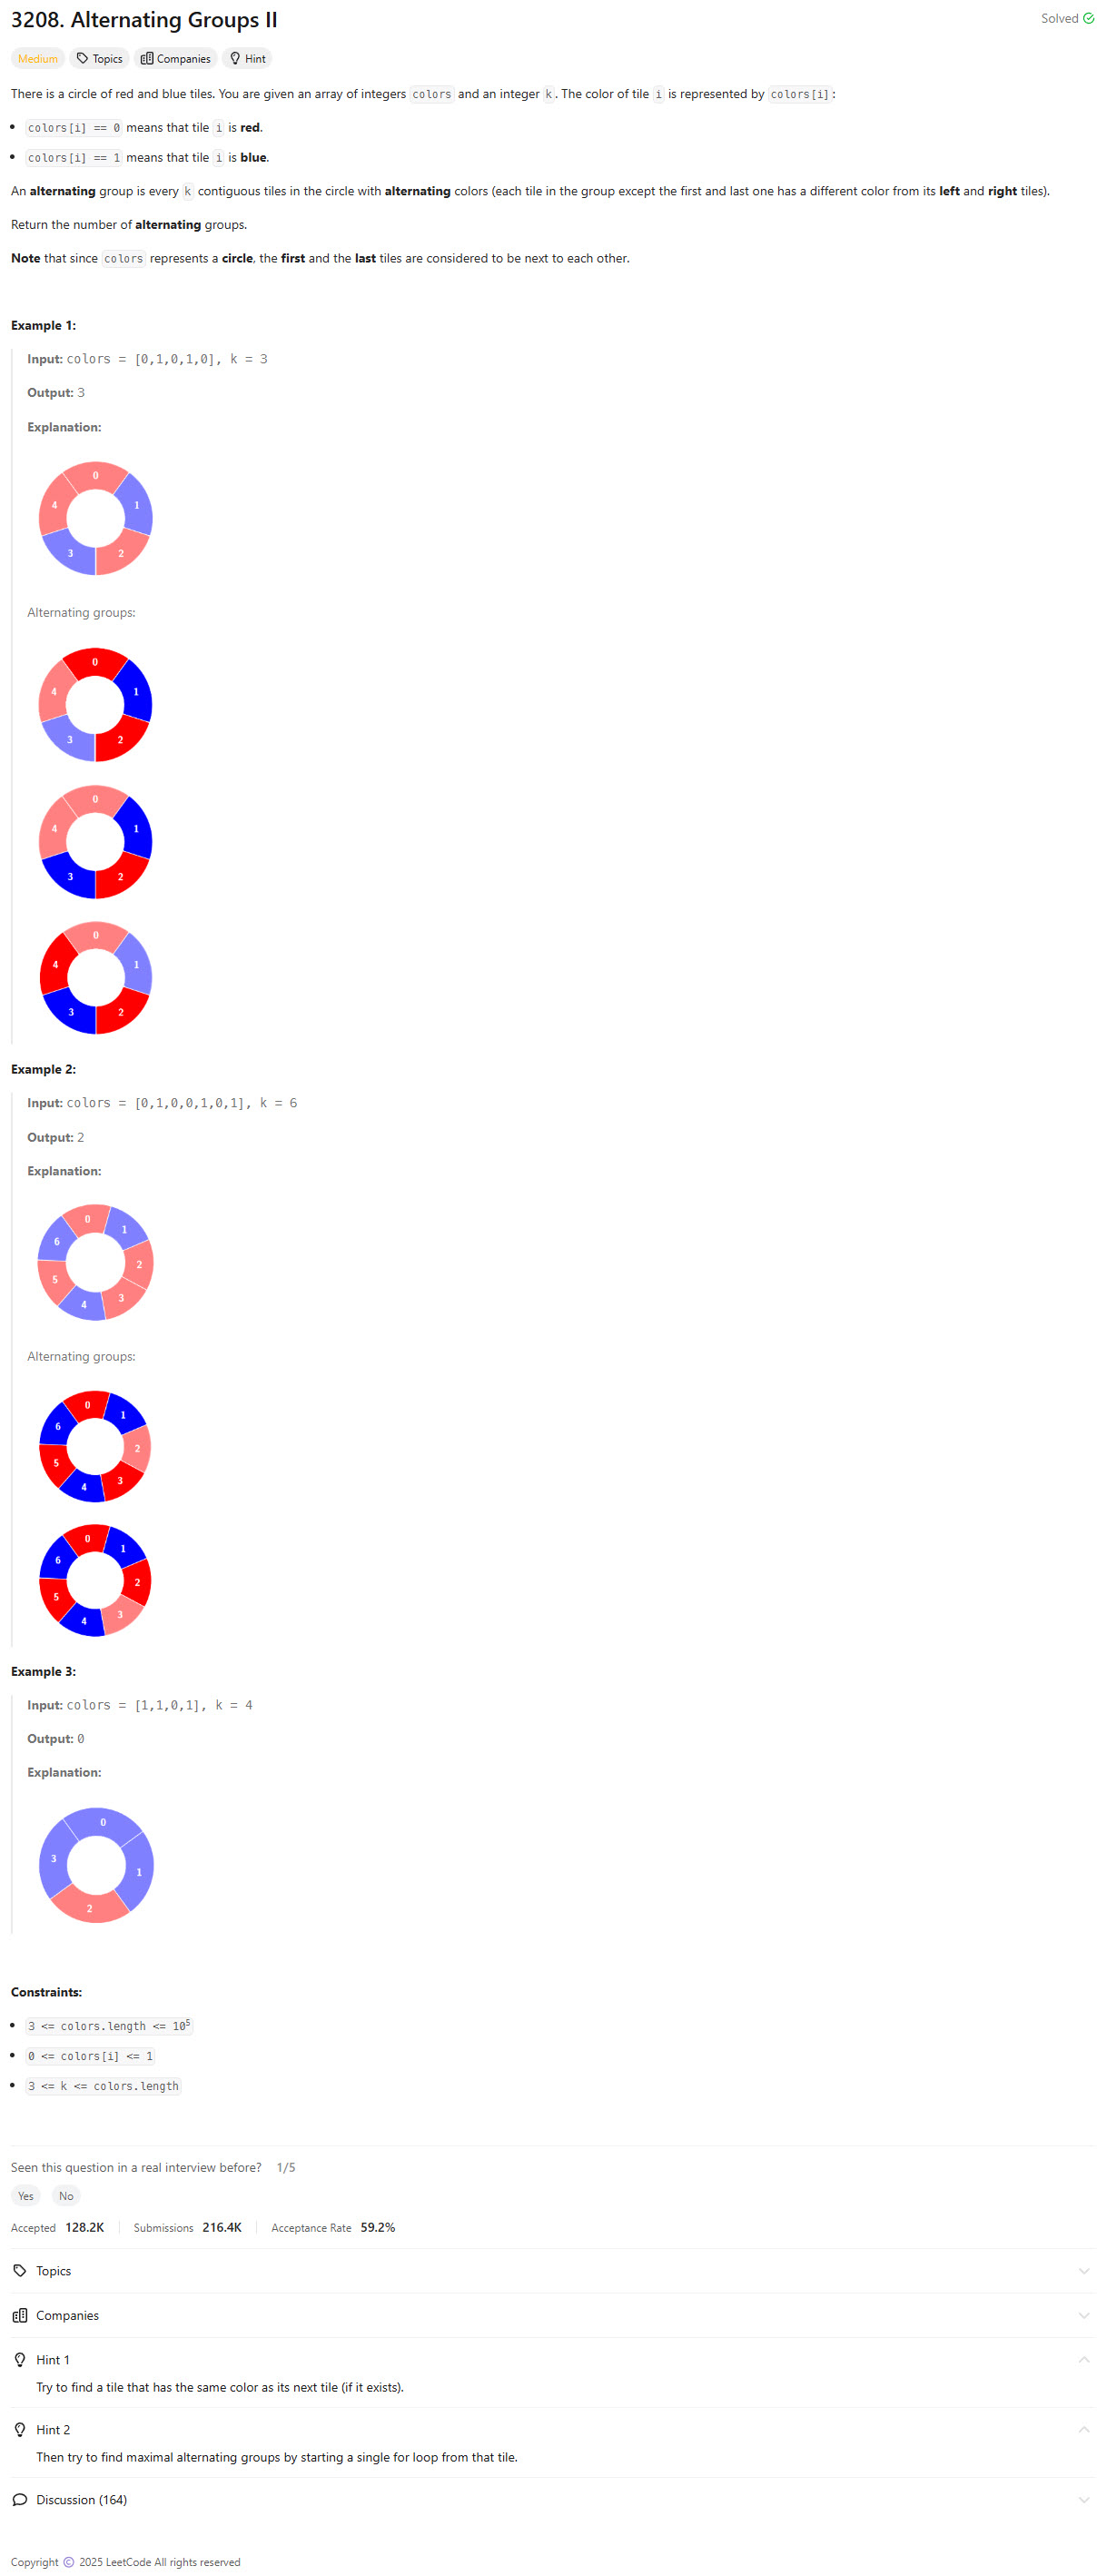 3208. Alternating Groups II
Solved
Medium Topics Companies Hint
There is a circle of red and blue tiles. You are given an array of integers colors and an integer k. The color of tile i is represented by colors[i]:
colors[i] == 0 means that tile i is red.
colors[i] == 1 means that tile i is blue.
An alternating group is every k contiguous tiles in the circle with alternating colors (each tile in the group except the first and last one has a different color from its left and right tiles).
Return the number of alternating groups.
Note that since colors represents a circle, the first and the last tiles are considered to be next to each other.
Example 1:
Input: colors = [0,1,0,1,0], k = 3
Output: 3
Explanation:
0
4 1
3 2
Alternating groups:
0
4 1
3 2
0
4 1
3 2
0
4 1
3 2
Example 2:
Input: colors = [0,1,0,0,1,0,1], k = 6
Output: 2
Explanation:
0
1
6
2
5
3
4
Alternating groups:
0
1
6
2
5
3
4
0
1
6
2
5
3
4
Example 3:
Input: colors = [1,1,0,1], k = 4
Output: 0
Explanation:
0
3
1
2
Constraints:
3 <= colors.length <= 10⁵
0 <= colors[i] <= 1
3 <= k <= colors.length
Seen this question in a real interview before? 1/5
Yes No
Accepted 128.2K Submissions 216.4K Acceptance Rate 59.2%
Topics
Companies
Hint 1
Try to find a tile that has the same color as its next tile (if it exists).
Hint 2
Then try to find maximal alternating groups by starting a single for loop from that tile.
Discussion (164)
Copyright © 2025 LeetCode All rights reserved